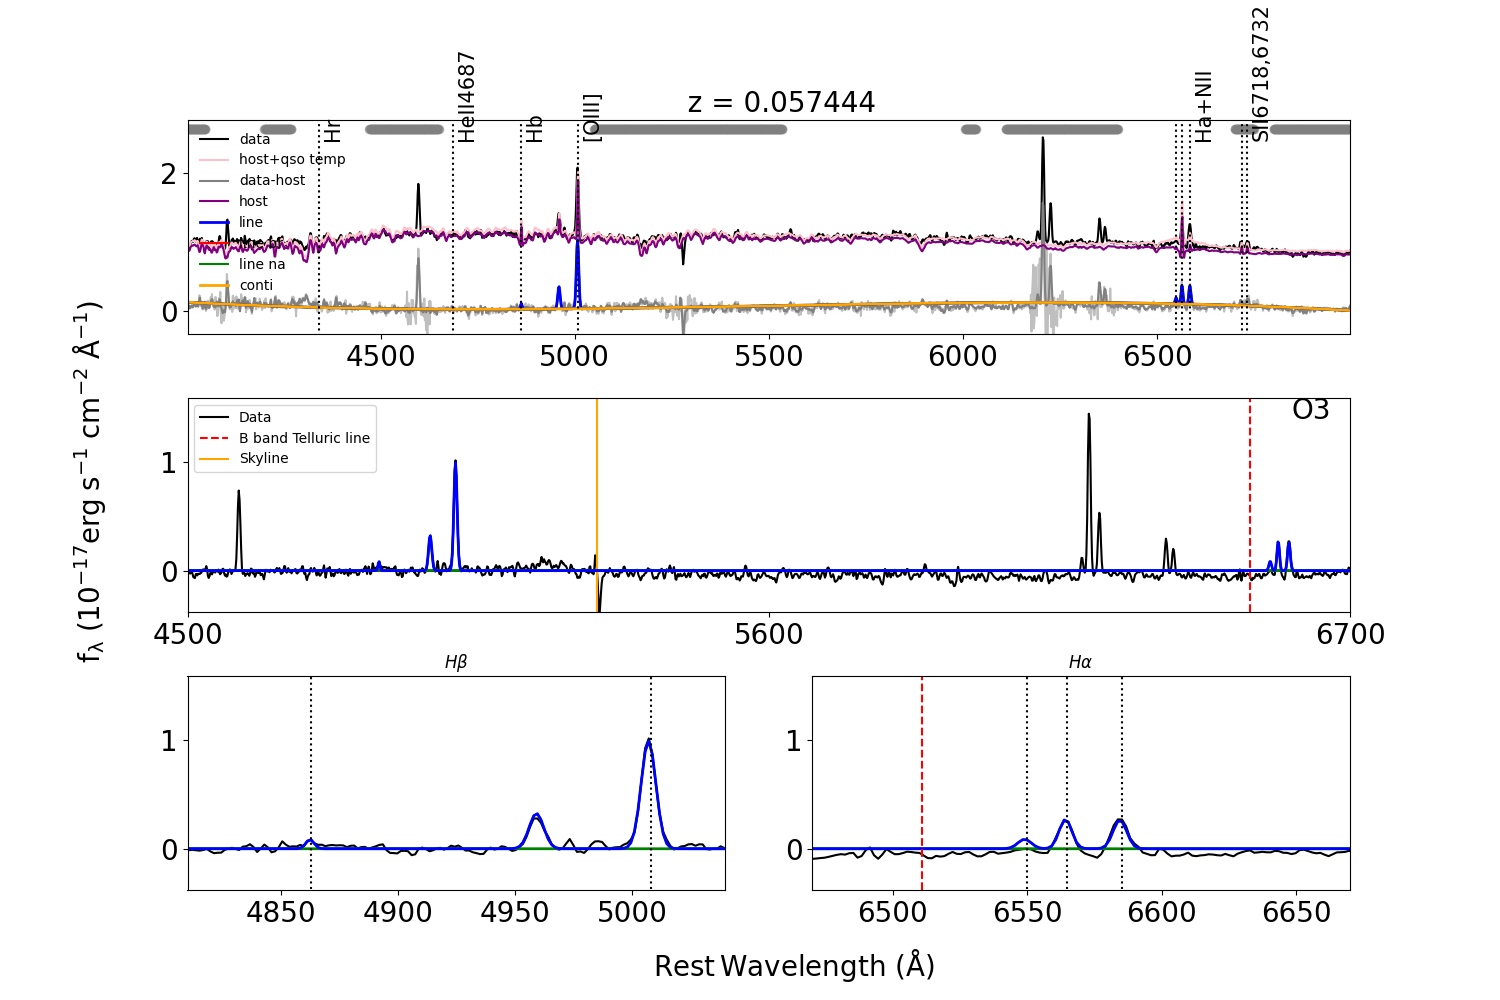 z = 0.057444
Hr
HeII4687
Hb
[OIII]
Ha+NII
SII6718,6732
data
host+qso temp
data-host
host
line
line na
conti
2
0
4500
5000
5500
6000
6500
fλ (10−17erg s−1 cm−2 Å−1)
Data
B band Telluric line
Skyline
O3
1
0
4500
5600
6700
Hβ
1
0
4850
4900
4950
5000
Hα
1
0
6500
6550
6600
6650
Rest Wavelength (Å)